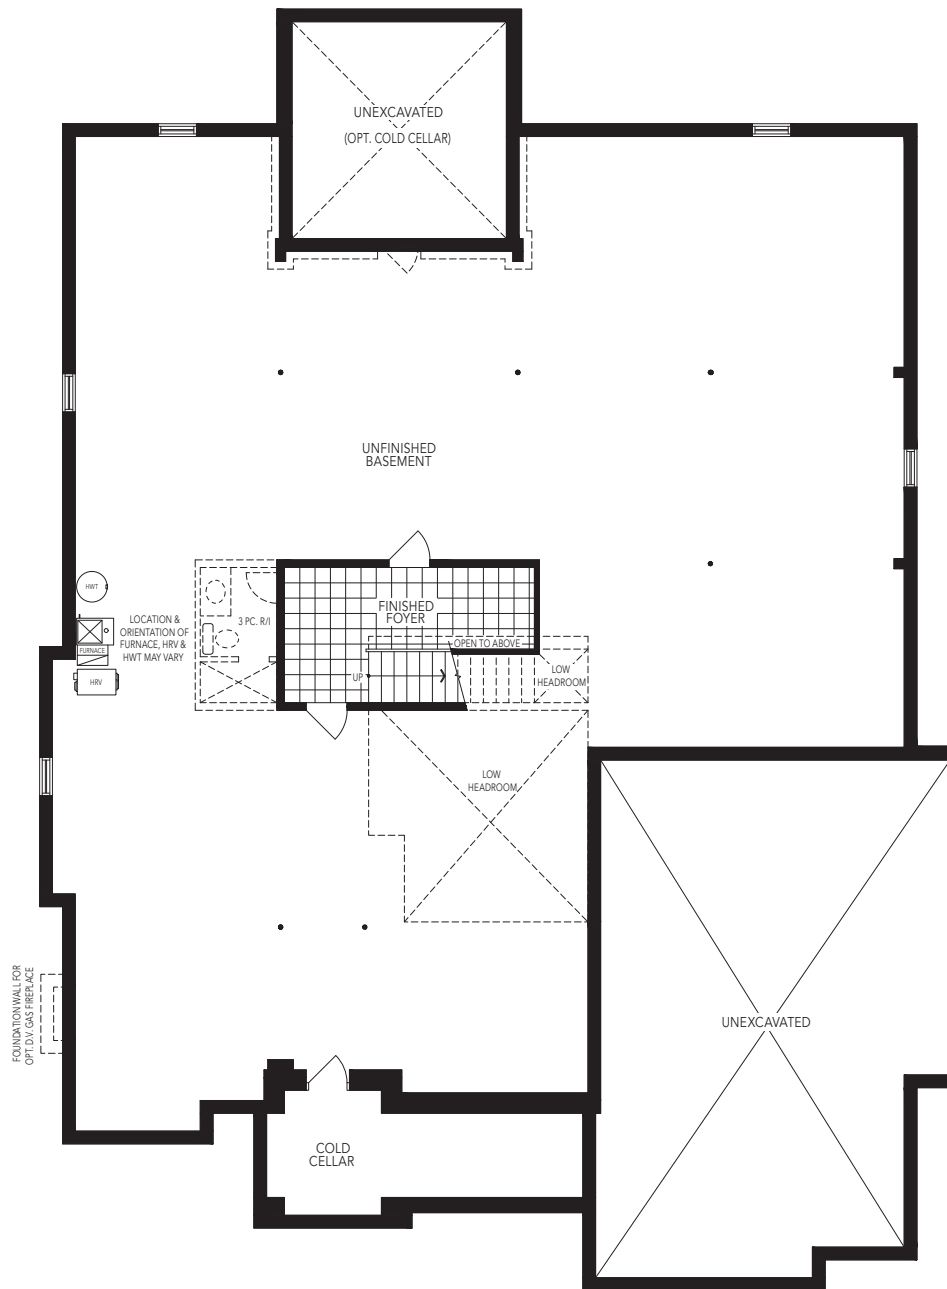 UNEXCAVATED
(OPT. COLD CELLAR)
UNFINISHED
BASEMENT
HWT
LOCATION &
ORIENTATION OF
FURNACE, HRV &
HWT MAY VARY
FURNACE
HRV
3 PC. R/I
FINISHED
FOYER
OPEN TO ABOVE
UP
LOW
HEADROOM
LOW
HEADROOM
FOUNDATION WALL FOR
OPT. D.V. GAS FIREPLACE
UNEXCAVATED
COLD
CELLAR